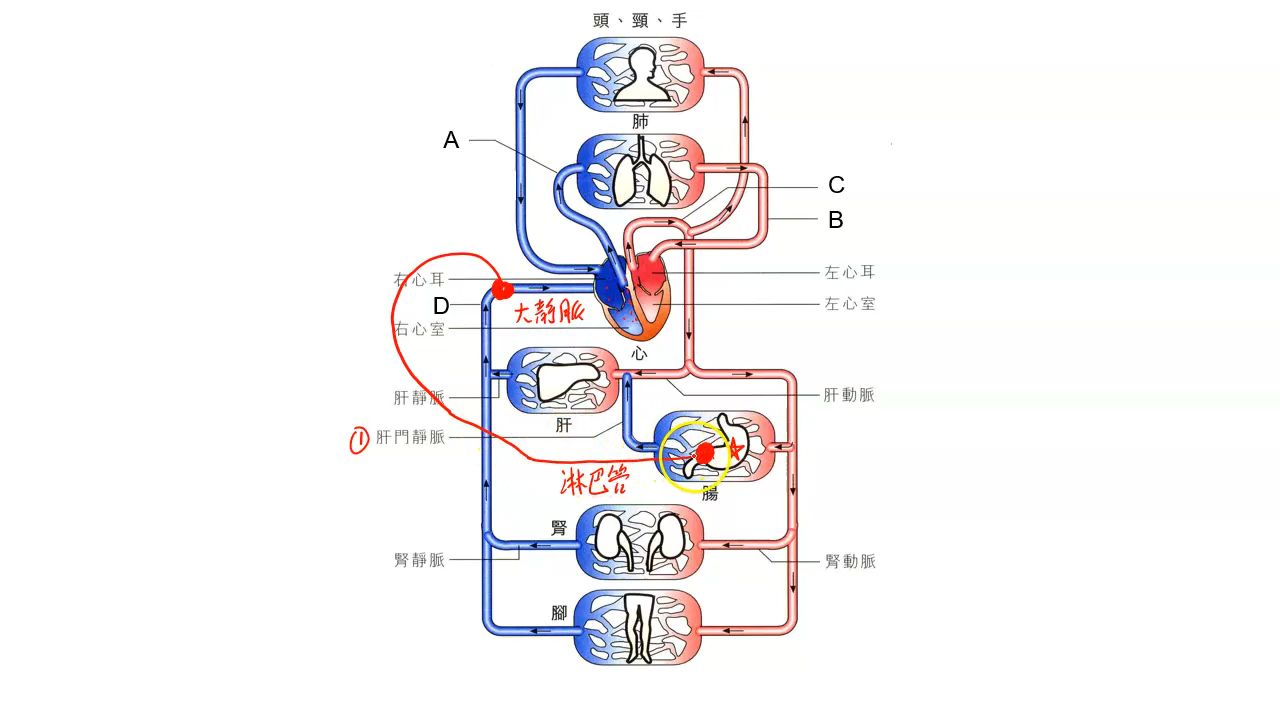 頭、頸、手
肺
A
C
B
右心耳
左心耳
D
大靜脈
左心室
右心室
心
肝靜脈
肝動脈
肝
① 肝門靜脈
淋巴管
腸
腎
腎靜脈
腎動脈
腳